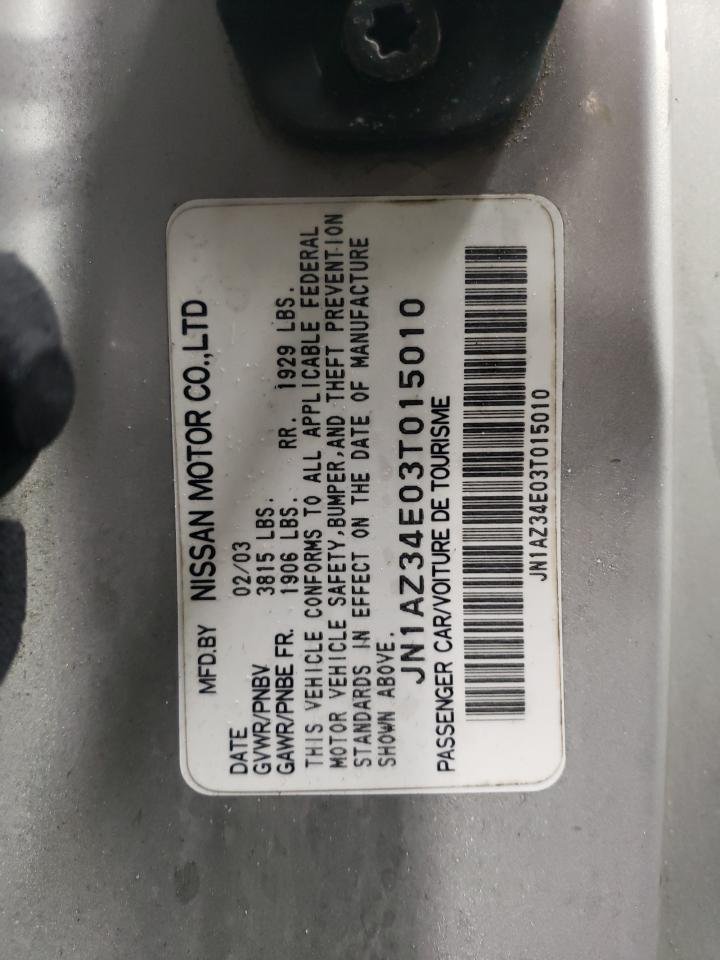 MFD.BY NISSAN MOTOR CO.,LTD
DATE 02/03
GVWR/PNBV 3815 LBS.
GAWR/PNBE FR. 1906 LBS. RR. 1929 LBS.
THIS VEHICLE CONFORMS TO ALL APPLICABLE FEDERAL
MOTOR VEHICLE SAFETY,BUMPER,AND THEFT PREVENTION
STANDARDS IN EFFECT ON THE DATE OF MANUFACTURE
SHOWN ABOVE.
JN1AZ34E03T015010
PASSENGER CAR/VOITURE DE TOURISME
JN1AZ34E03T015010